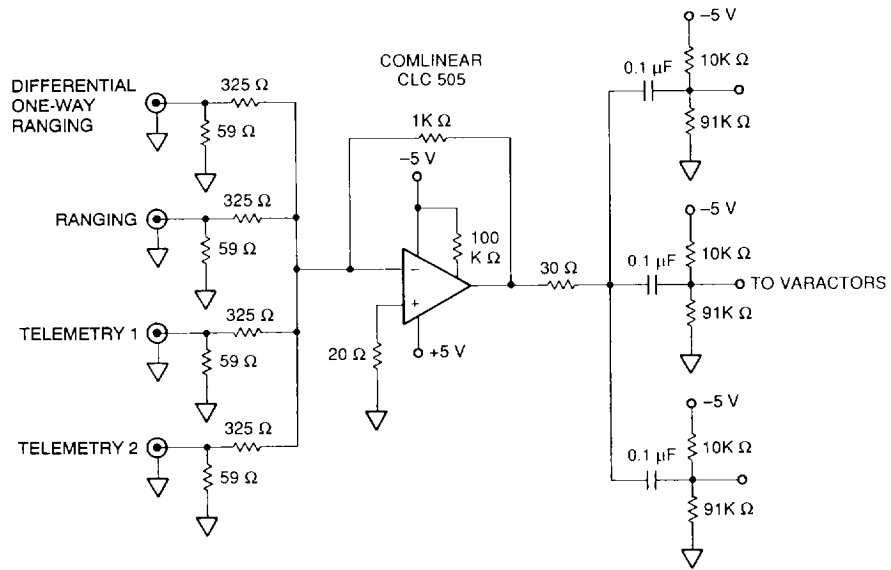 DIFFERENTIAL
ONE-WAY
RANGING
325 Ω
59 Ω
RANGING
325 Ω
59 Ω
TELEMETRY 1
325 Ω
59 Ω
TELEMETRY 2
325 Ω
59 Ω
COMLINEAR
CLC 505
1K Ω
–5 V
100
K Ω
−
+
20 Ω
+5 V
30 Ω
–5 V
0.1 µF
10K Ω
91K Ω
–5 V
0.1 µF
10K Ω
TO VARACTORS
91K Ω
–5 V
0.1 µF
10K Ω
91K Ω